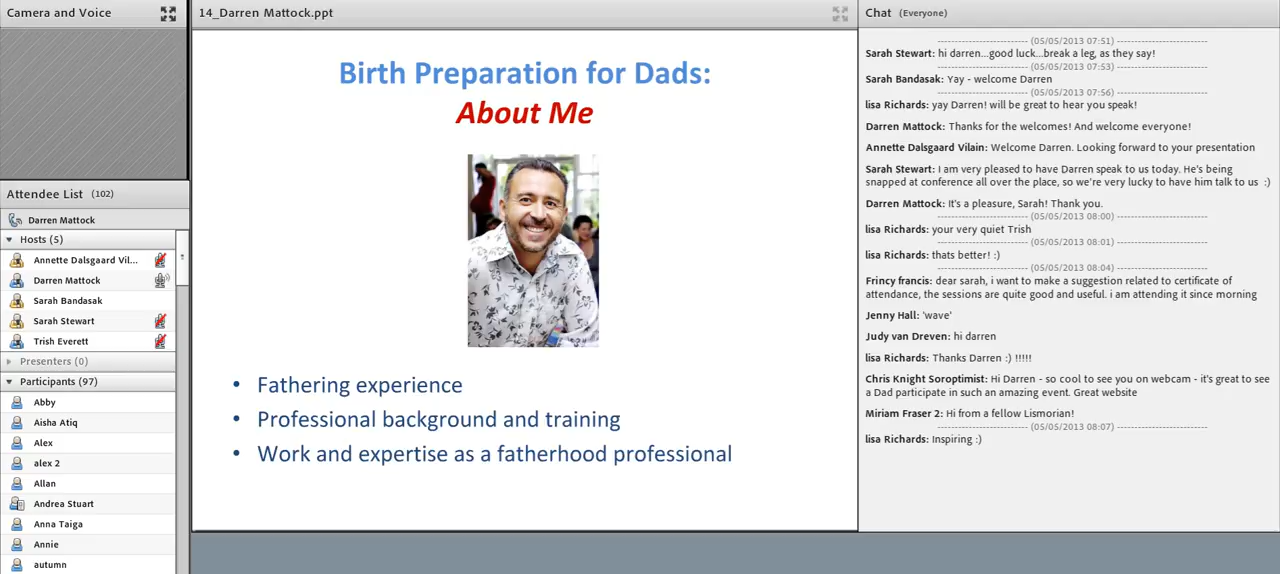 Camera and Voice
Attendee List (102)
Darren Mattock
Hosts (5)
Annette Dalsgaard Vil...
Darren Mattock
Sarah Bandasak
Sarah Stewart
Trish Everett
Presenters (0)
Participants (97)
Abby
Aisha Atiq
Alex
alex 2
Allan
Andrea Stuart
Anna Taiga
Annie
autumn
14_Darren Mattock.ppt
Birth Preparation for Dads:
About Me
• Fathering experience
• Professional background and training
• Work and expertise as a fatherhood professional
Chat (Everyone)
------------------------ (05/05/2013 07:51) ------------------------
Sarah Stewart: hi darren...good luck...break a leg, as they say!
------------------------ (05/05/2013 07:53) ------------------------
Sarah Bandasak: Yay - welcome Darren
------------------------ (05/05/2013 07:56) ------------------------
lisa Richards: yay Darren! will be great to hear you speak!
Darren Mattock: Thanks for the welcomes! And welcome everyone!
Annette Dalsgaard Vilain: Welcome Darren. Looking forward to your presentation
Sarah Stewart: I am very pleased to have Darren speak to us today. He's being
snapped at conference all over the place, so we're very lucky to have him talk to us :)
Darren Mattock: It's a pleasure, Sarah! Thank you.
------------------------ (05/05/2013 08:00) ------------------------
lisa Richards: your very quiet Trish
------------------------ (05/05/2013 08:01) ------------------------
lisa Richards: thats better! :)
------------------------ (05/05/2013 08:04) ------------------------
Frincy francis: dear sarah, i want to make a suggestion related to certificate of
attendance, the sessions are quite good and useful. i am attending it since morning
Jenny Hall: 'wave'
Judy van Dreven: hi darren
lisa Richards: Thanks Darren :) !!!!!
Chris Knight Soroptimist: Hi Darren - so cool to see you on webcam - it's great to see
a Dad participate in such an amazing event. Great website
Miriam Fraser 2: Hi from a fellow Lismorian!
------------------------ (05/05/2013 08:07) ------------------------
lisa Richards: Inspiring :)